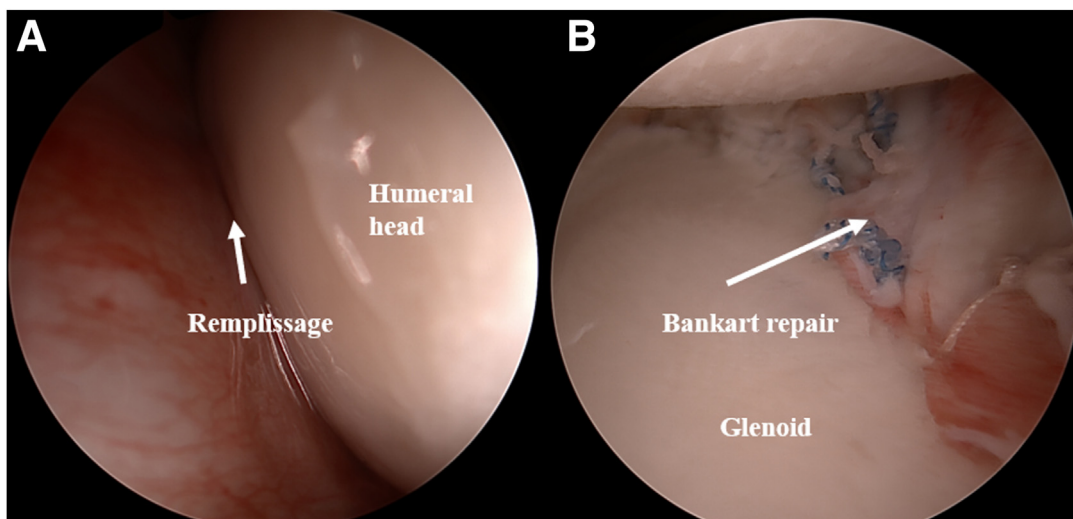 A
Humeral
head
Remplissage
B
Bankart repair
Glenoid